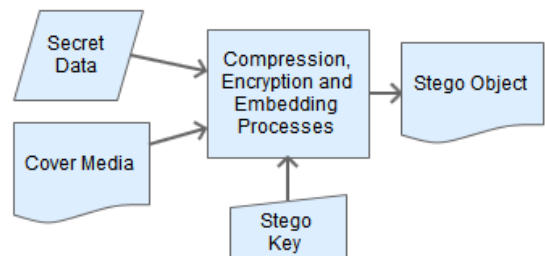 Secret
Data
Compression,
Encryption and
Embedding
Processes
Stego Object
Cover Media
Stego
Key